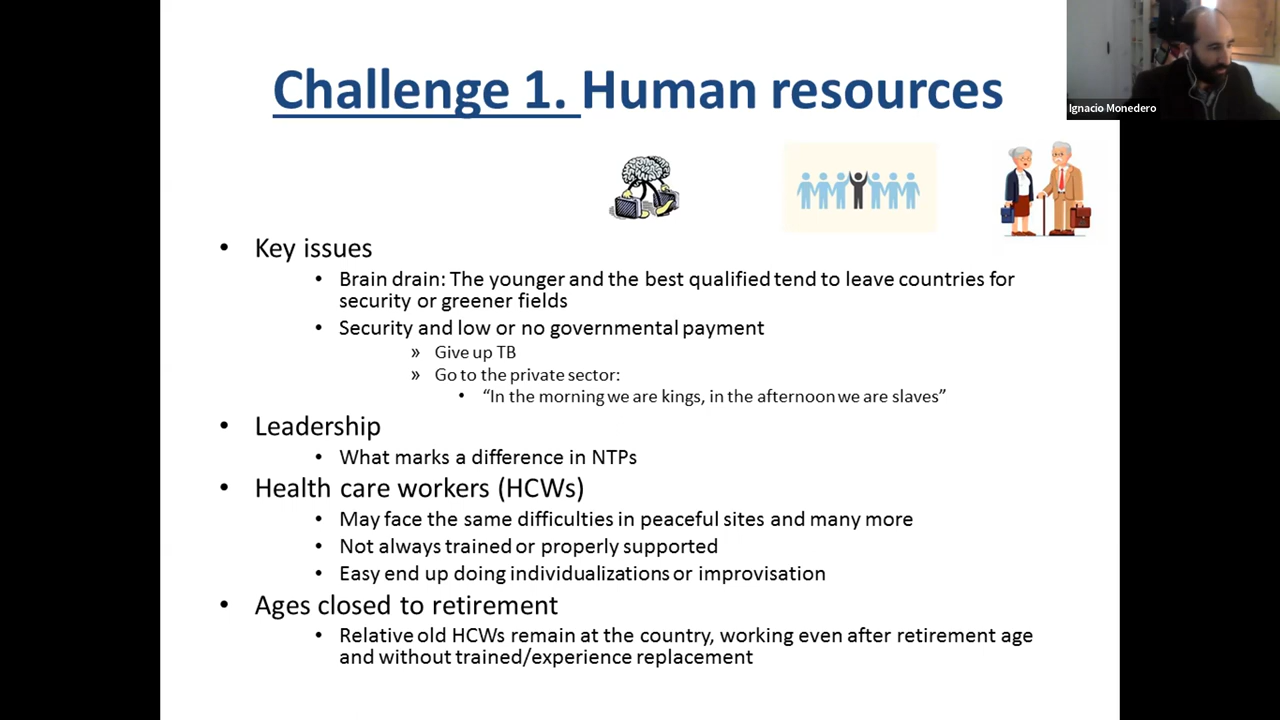 Challenge 1. Human resources
Ignacio Monedero
• Key issues
• Brain drain: The younger and the best qualified tend to leave countries for
security or greener fields
• Security and low or no governmental payment
» Give up TB
» Go to the private sector:
• “In the morning we are kings, in the afternoon we are slaves”
• Leadership
• What marks a difference in NTPs
• Health care workers (HCWs)
• May face the same difficulties in peaceful sites and many more
• Not always trained or properly supported
• Easy end up doing individualizations or improvisation
• Ages closed to retirement
• Relative old HCWs remain at the country, working even after retirement age
and without trained/experience replacement